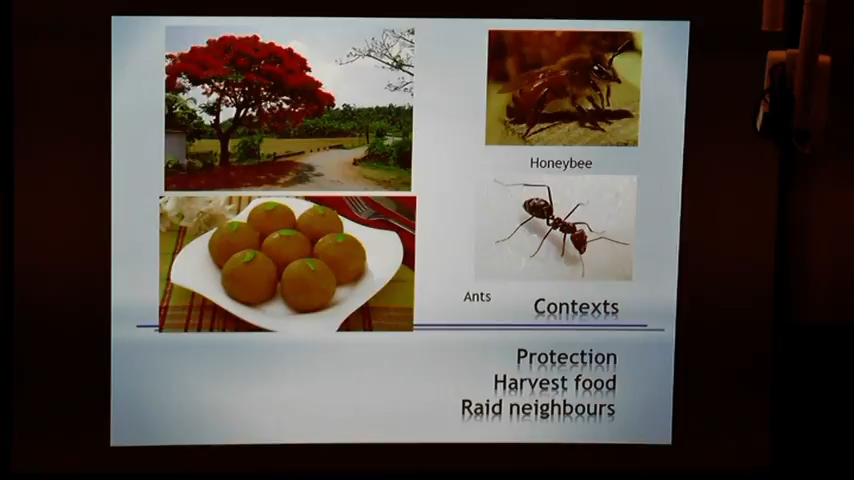 Honeybee
Ants
Contexts
Protection
Harvest food
Raid neighbours